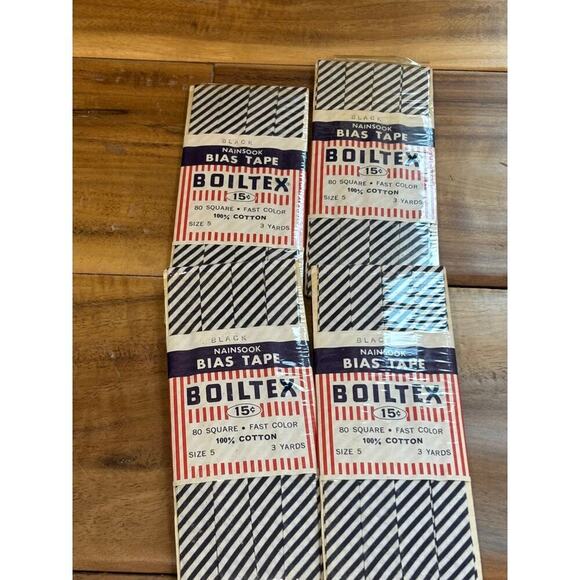 BLACK
NAINSOOK
BIAS TAPE
BOILTEX
15¢
80 SQUARE • FAST COLOR
100% COTTON
SIZE 5 3 YARDS
BLACK
NAINSOOK
BIAS TAPE
BOILTEX
15¢
80 SQUARE • FAST COLOR
100% COTTON
SIZE 5 3 YARDS
BLACK
NAINSOOK
BIAS TAPE
BOILTEX
15¢
80 SQUARE • FAST COLOR
100% COTTON
SIZE 5 3 YARDS
BLACK
NAINSOOK
BIAS TAPE
BOILTEX
15¢
80 SQUARE • FAST COLOR
100% COTTON
SIZE 5 3 YARDS